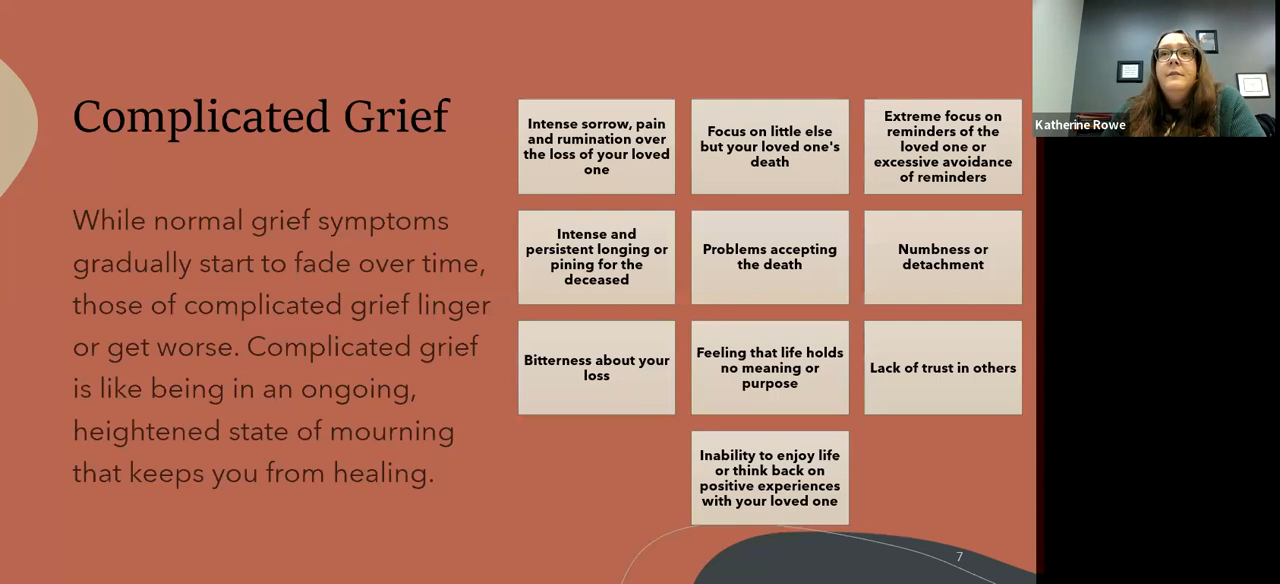 Complicated Grief
While normal grief symptoms
gradually start to fade over time,
those of complicated grief linger
or get worse. Complicated grief
is like being in an ongoing,
heightened state of mourning
that keeps you from healing.
Intense sorrow, pain
and rumination over
the loss of your loved
one
Focus on little else
but your loved one's
death
Extreme focus on
reminders of the
loved one or
excessive avoidance
of reminders
Intense and
persistent longing or
pining for the
deceased
Problems accepting
the death
Numbness or
detachment
Bitterness about your
loss
Feeling that life holds
no meaning or
purpose
Lack of trust in others
Inability to enjoy life
or think back on
positive experiences
with your loved one
7
Katherine Rowe